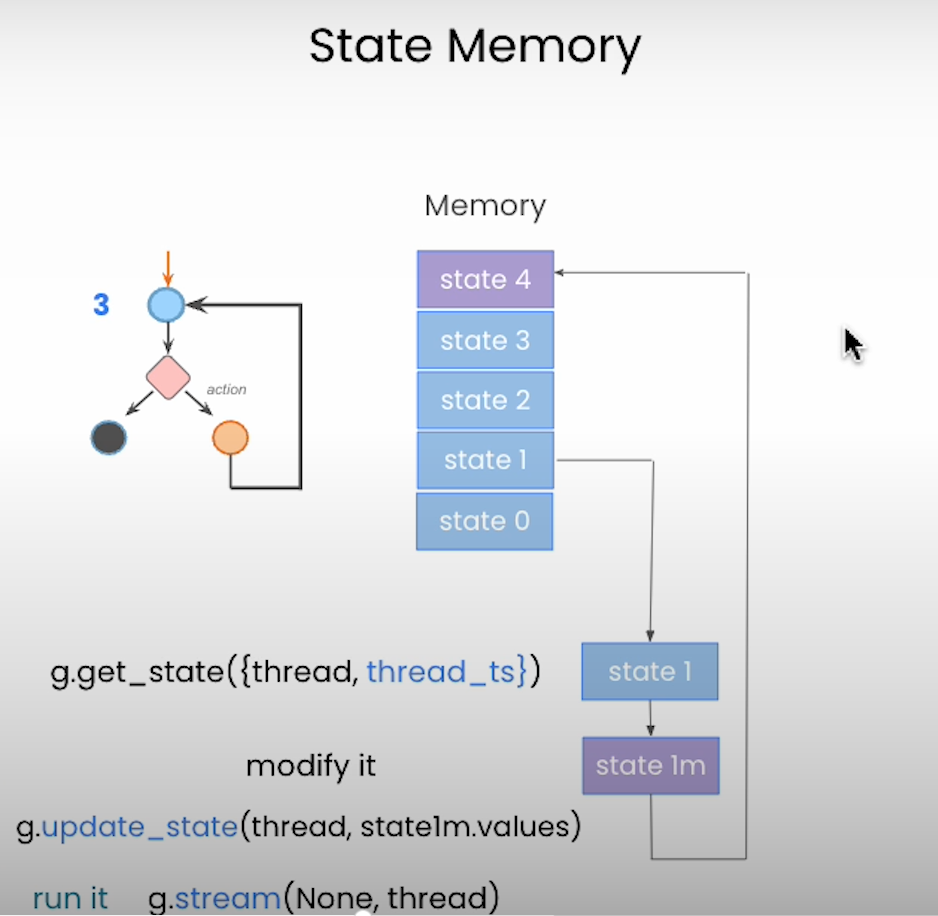 State Memory
Memory
state 4
3
state 3
action
state 2
state 1
state 0
g.get_state({thread, thread_ts})
state 1
modify it
state 1m
g.update_state(thread, state1m.values)
run it g.stream(None, thread)